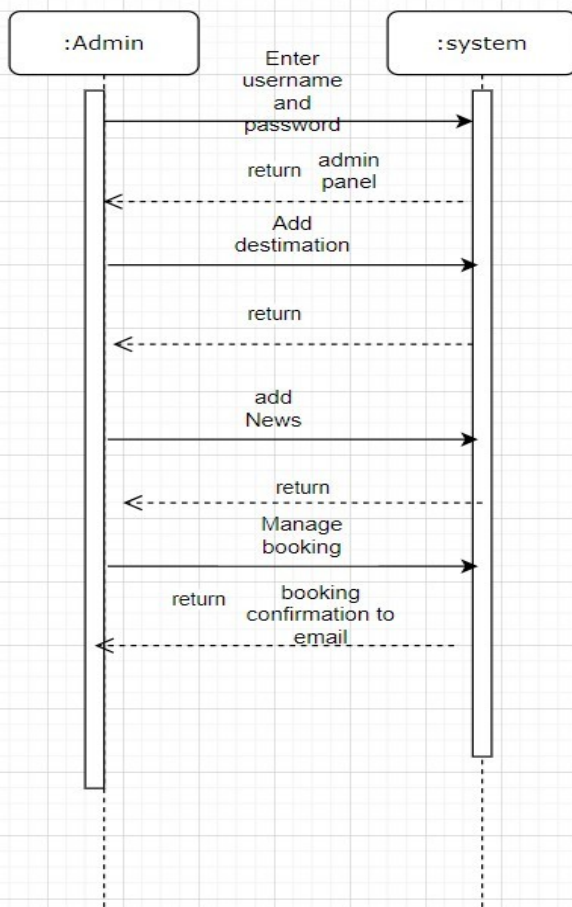 :Admin
:system
Enter
username
and
password
return admin
panel
Add
destimation
return
add
News
return
Manage
booking
return booking
confirmation to
email